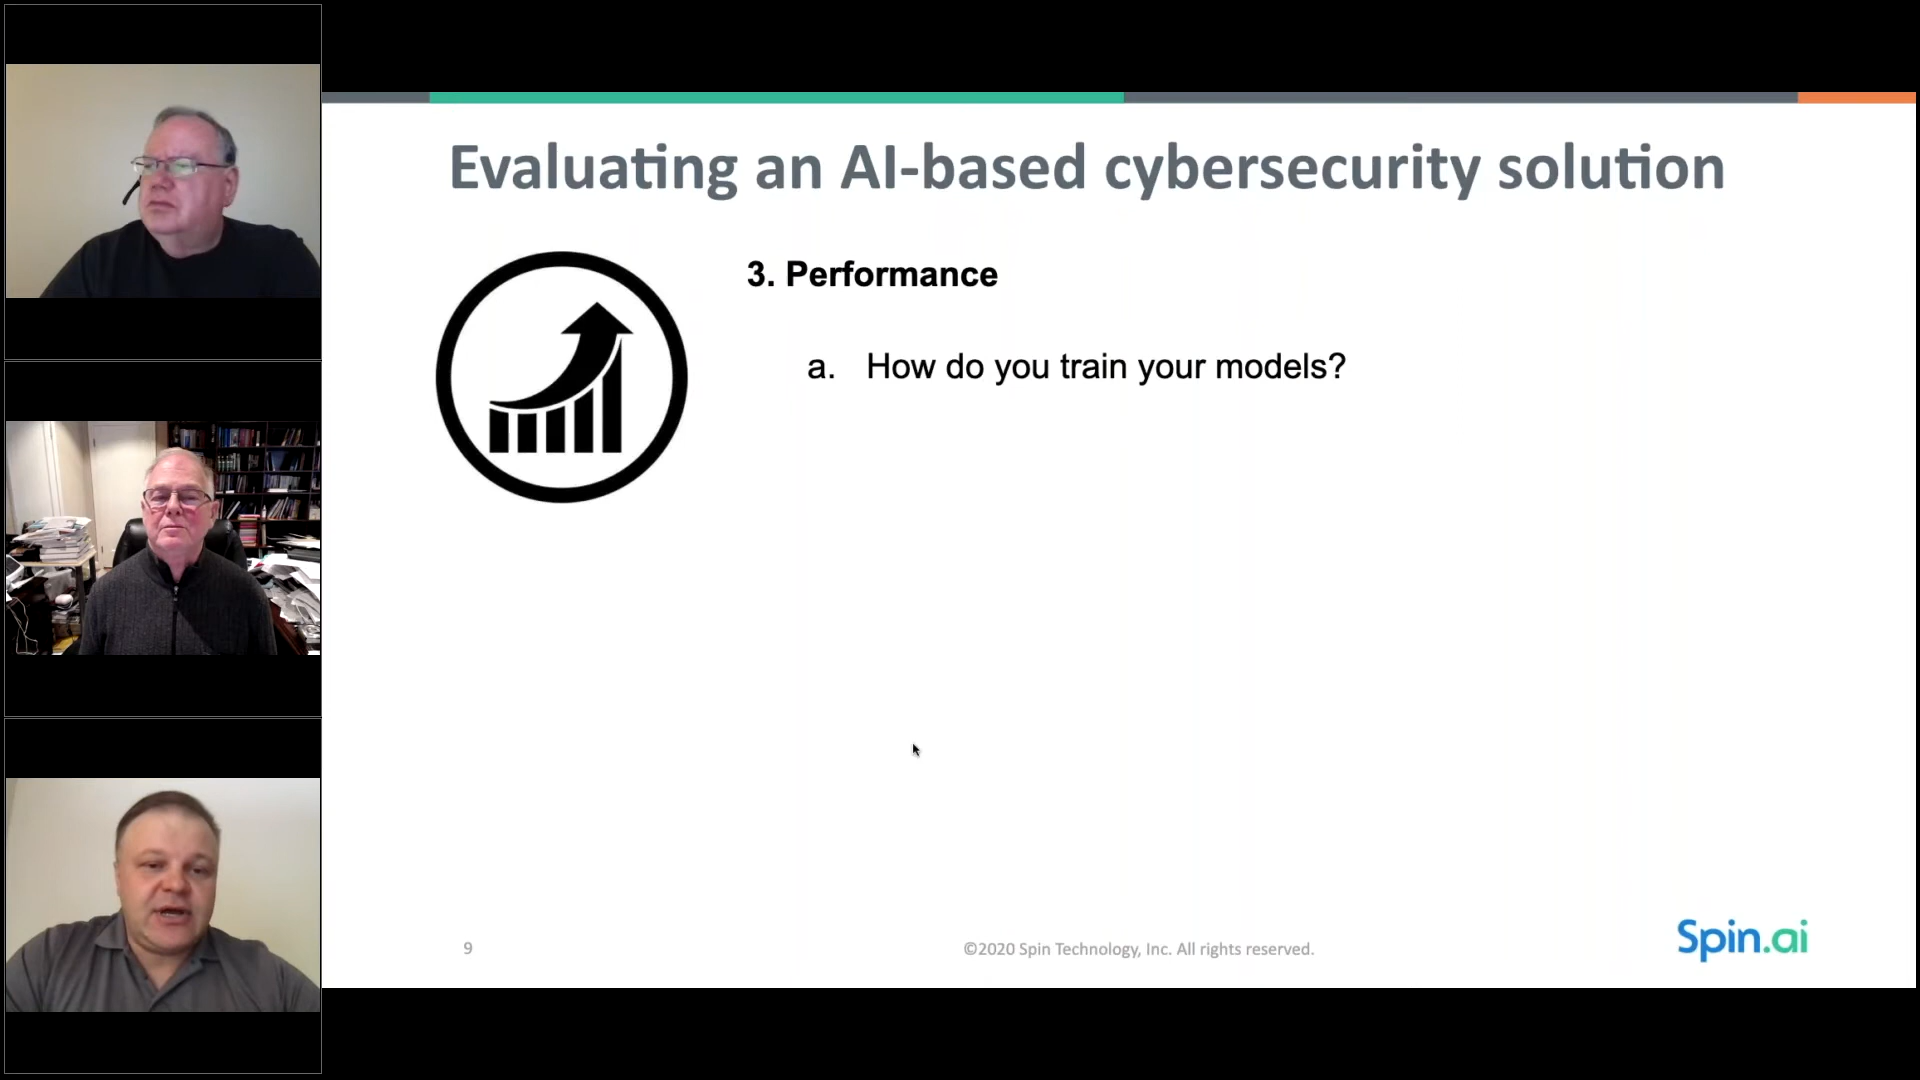 Evaluating an AI-based cybersecurity solution
3. Performance
a. How do you train your models?
9
©2020 Spin Technology, Inc. All rights reserved.
Spin.ai